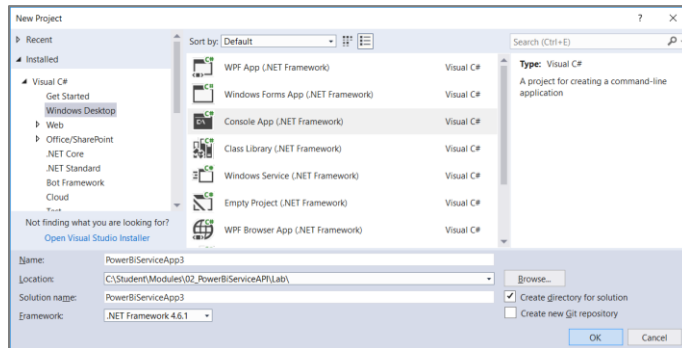 New Project
? ×
Recent
Installed
Visual C#
Get Started
Windows Desktop
Web
Office/SharePoint
.NET Core
.NET Standard
Bot Framework
Cloud
Test
Not finding what you are looking for?
Open Visual Studio Installer
Sort by: Default
WPF App (.NET Framework) Visual C#
Windows Forms App (.NET Framework) Visual C#
Console App (.NET Framework) Visual C#
Class Library (.NET Framework) Visual C#
Windows Service (.NET Framework) Visual C#
Empty Project (.NET Framework) Visual C#
WPF Browser App (.NET Framework) Visual C#
Search (Ctrl+E)
Type: Visual C#
A project for creating a command-line
application
Name: PowerBiServiceApp3
Location: C:\Student\Modules\02_PowerBiServiceAPI\Lab\
Browse...
Solution name: PowerBiServiceApp3
Create directory for solution
Framework: .NET Framework 4.6.1
Create new Git repository
OK Cancel